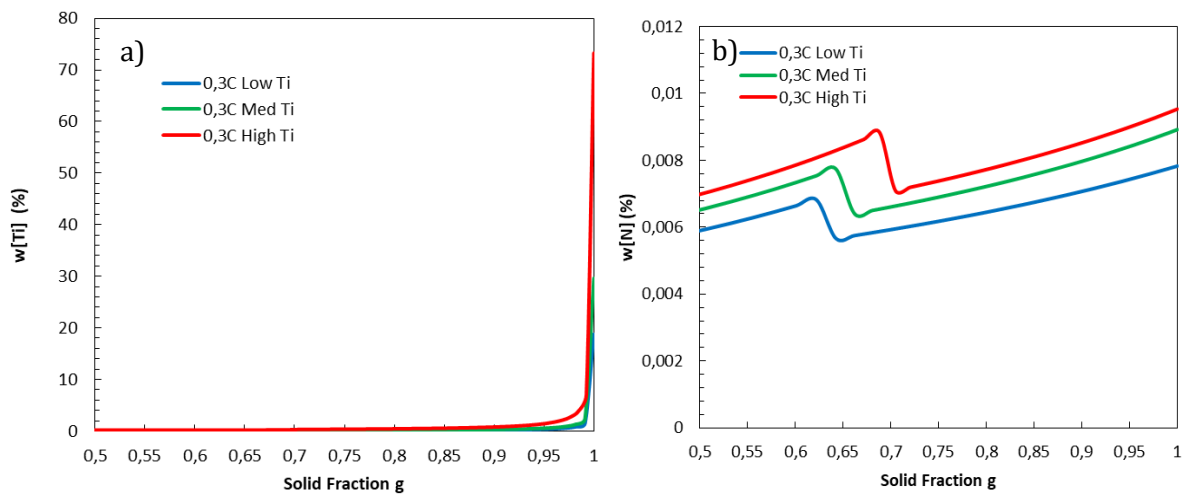 a)
80
70
60
50
40
30
20
10
0
w[Ti] (%)
0,3C Low Ti
0,3C Med Ti
0,3C High Ti
0,5 0,55 0,6 0,65 0,7 0,75 0,8 0,85 0,9 0,95 1
Solid Fraction g
b)
0,012
0,01
0,008
0,006
0,004
0,002
0
w[N] (%)
0,3C Low Ti
0,3C Med Ti
0,3C High Ti
0,5 0,55 0,6 0,65 0,7 0,75 0,8 0,85 0,9 0,95 1
Solid Fraction g